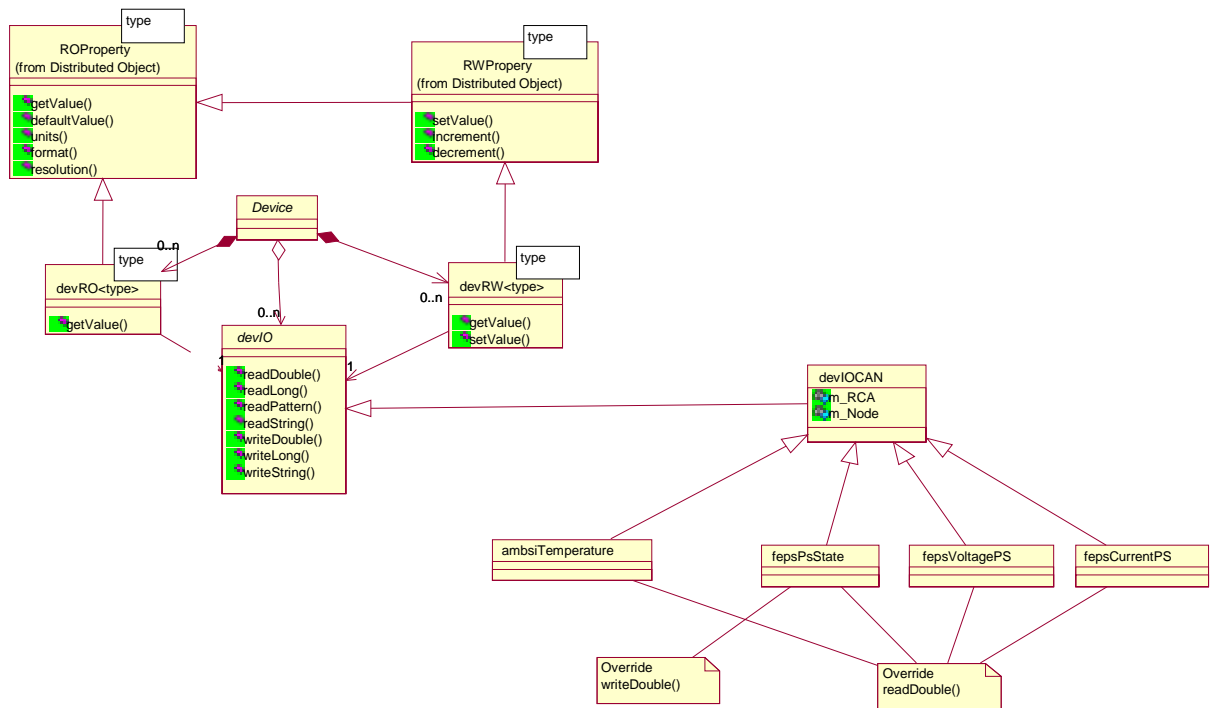 type
ROProperty
(from Distributed Object)
getValue()
defaultValue()
units()
format()
resolution()
type
RWPropery
(from Distributed Object)
setValue()
Increment()
decrement()
Device
0..n
type
devRO<type>
getValue()
type
devRW<type>
getValue()
setValue()
0..n
0..n
1
1
devIO
readDouble()
readLong()
readPattern()
readString()
writeDouble()
writeLong()
writeString()
devIOCAN
m_RCA
m_Node
ambsiTemperature
fepsPsState
fepsVoltagePS
fepsCurrentPS
Override
writeDouble()
Override
readDouble()